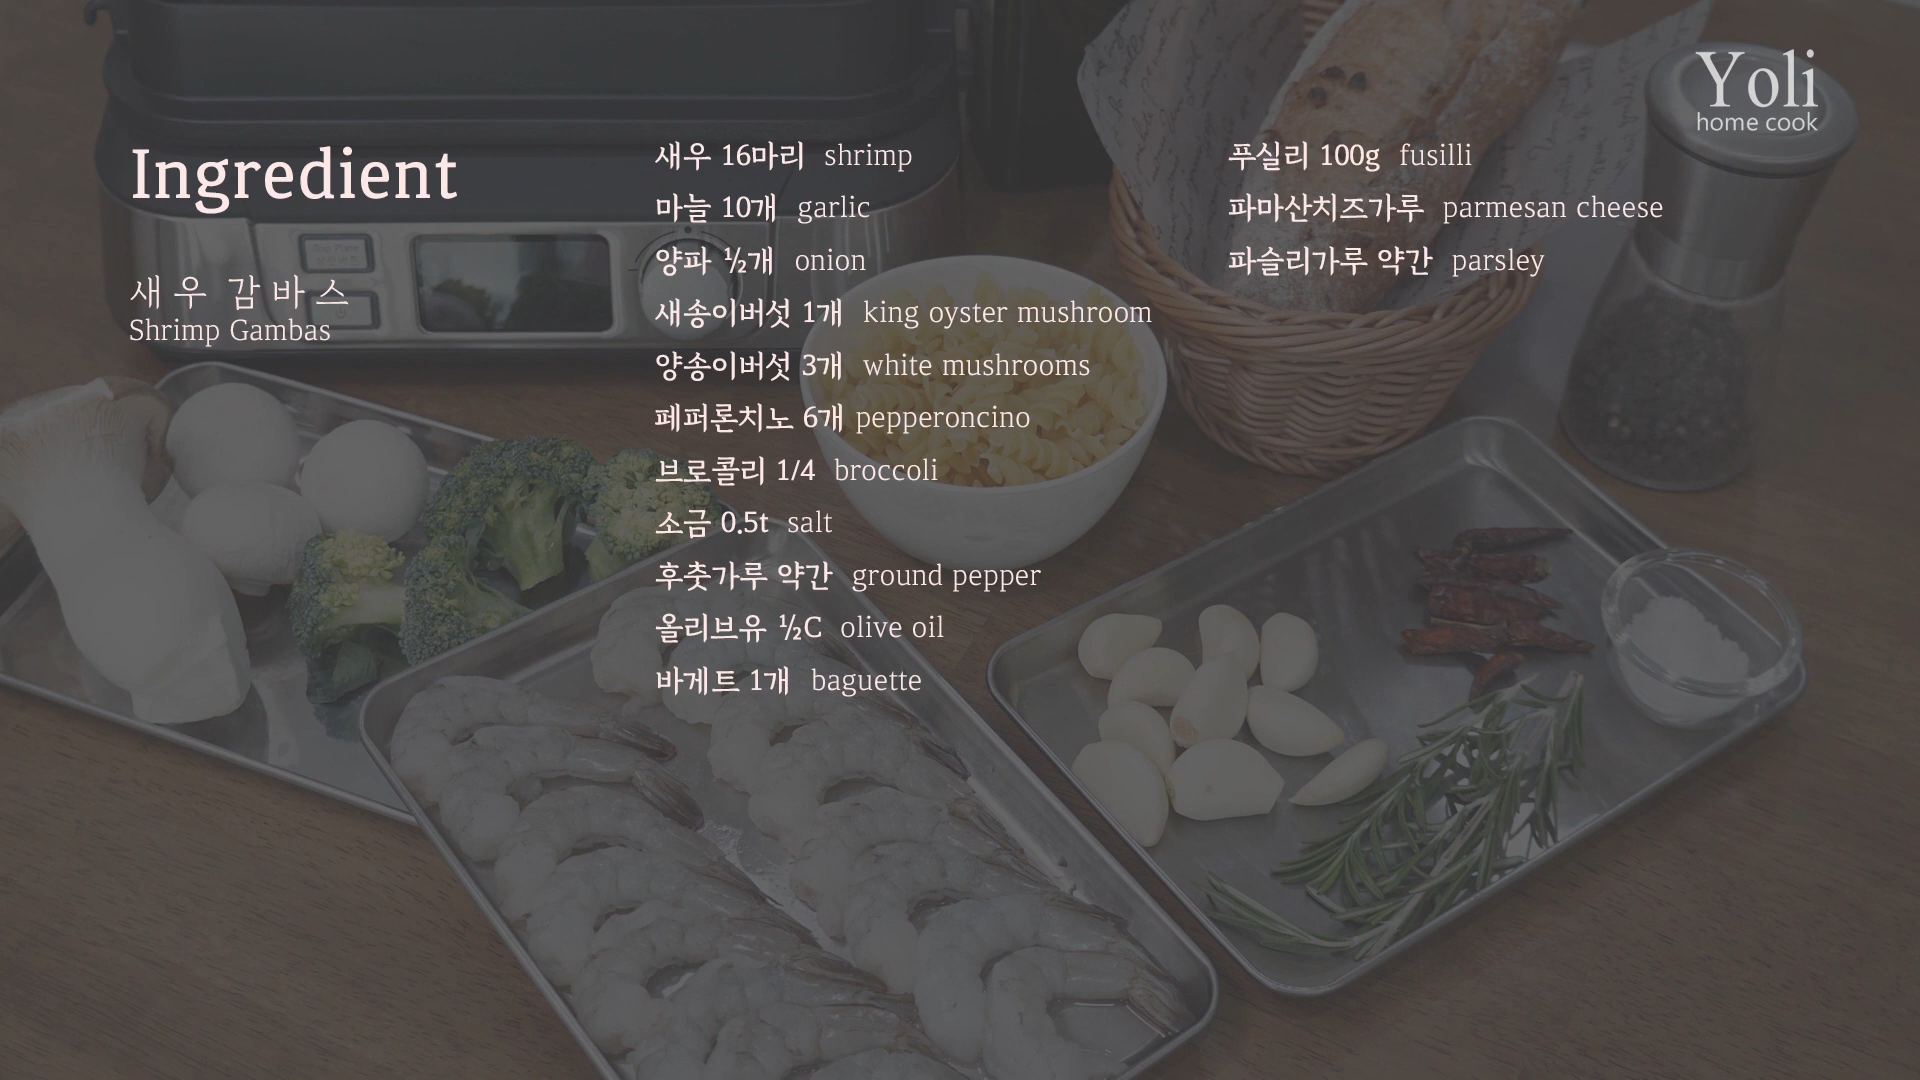 Ingredient
새우 감바스
Shrimp Gambas
새우 16마리 shrimp
마늘 10개 garlic
양파 ½개 onion
새송이버섯 1개 king oyster mushroom
양송이버섯 3개 white mushrooms
페퍼론치노 6개 pepperoncino
브로콜리 1/4 broccoli
소금 0.5t salt
후춧가루 약간 ground pepper
올리브유 ½C olive oil
바게트 1개 baguette
푸실리 100g fusilli
파마산치즈가루 parmesan cheese
파슬리가루 약간 parsley
Yoli
home cook